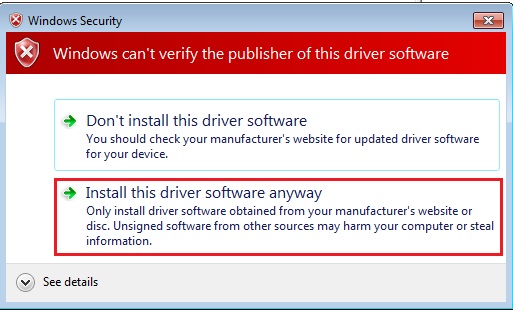 Windows Security
Windows can't verify the publisher of this driver software
Don't install this driver software
You should check your manufacturer's website for updated driver software
for your device.
Install this driver software anyway
Only install driver software obtained from your manufacturer's website or
disc. Unsigned software from other sources may harm your computer or steal
information.
See details